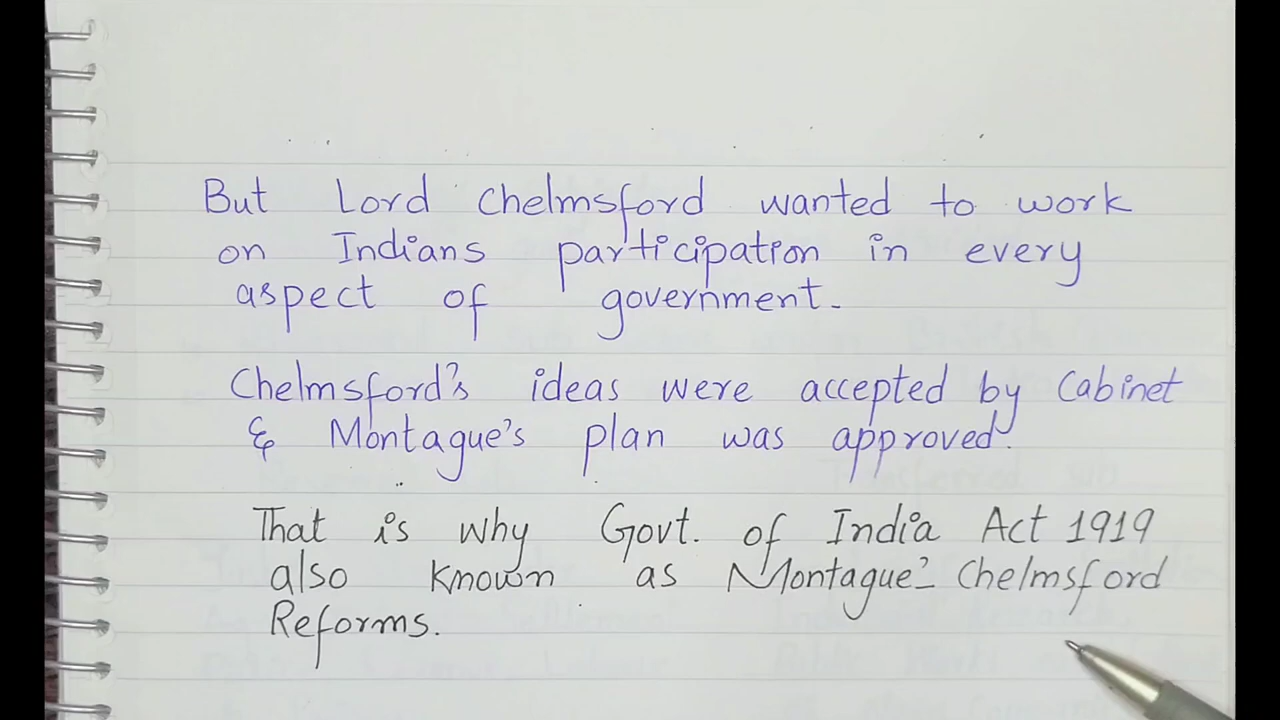 But Lord Chelmsford wanted to work
on Indians participation in every
aspect of government.
Chelmsford's ideas were accepted by Cabinet
& Montague's plan was approved.
That is why Govt. of India Act 1919
also known as Montague- Chelmsford
Reforms.